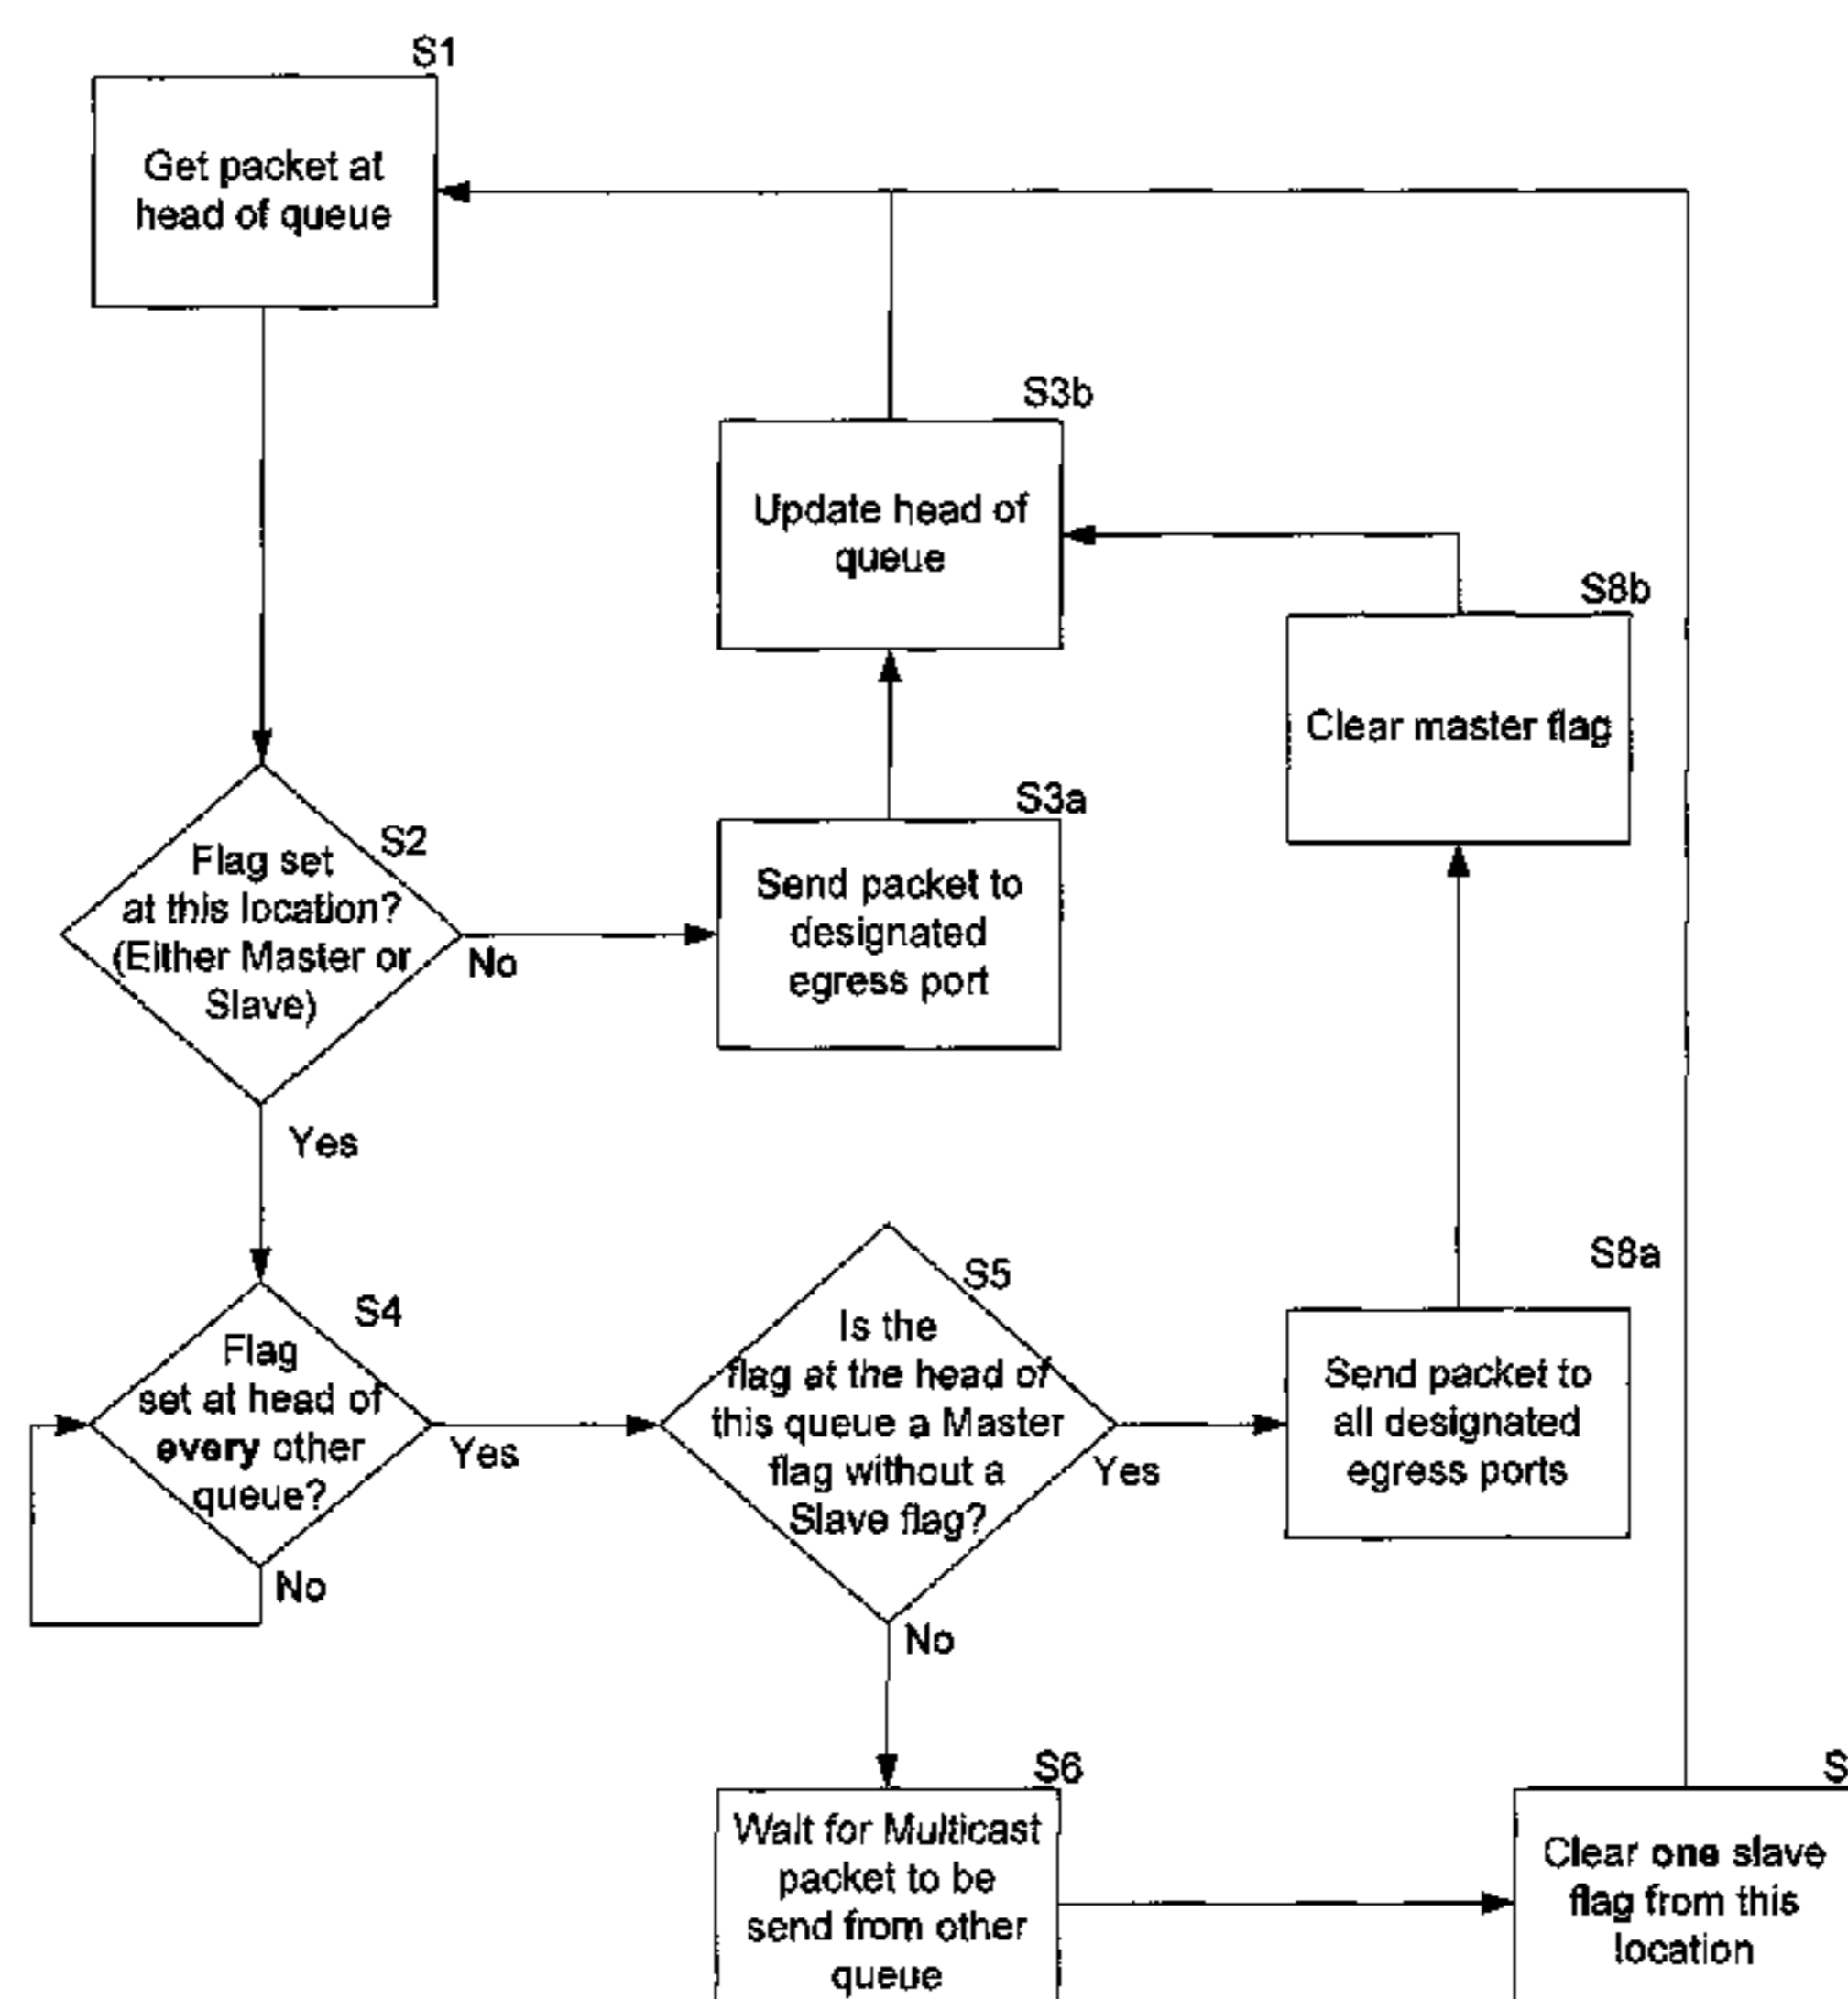 S1
Get packet at
head of queue
S3b
Update head of
queue
S8b
Clear master flag
S3a
Send packet to
designated
egress port
S2
Flag set
at this location?
(Either Master or
Slave)
No
Yes
S4
Flag
set at head of
every other
queue?
Yes
No
S5
Is the
flag at the head of
this queue a Master
flag without a
Slave flag?
Yes
No
S8a
Send packet to
all designated
egress ports
S6
Wait for Multicast
packet to be
send from other
queue
Clear one slave
flag from this
location